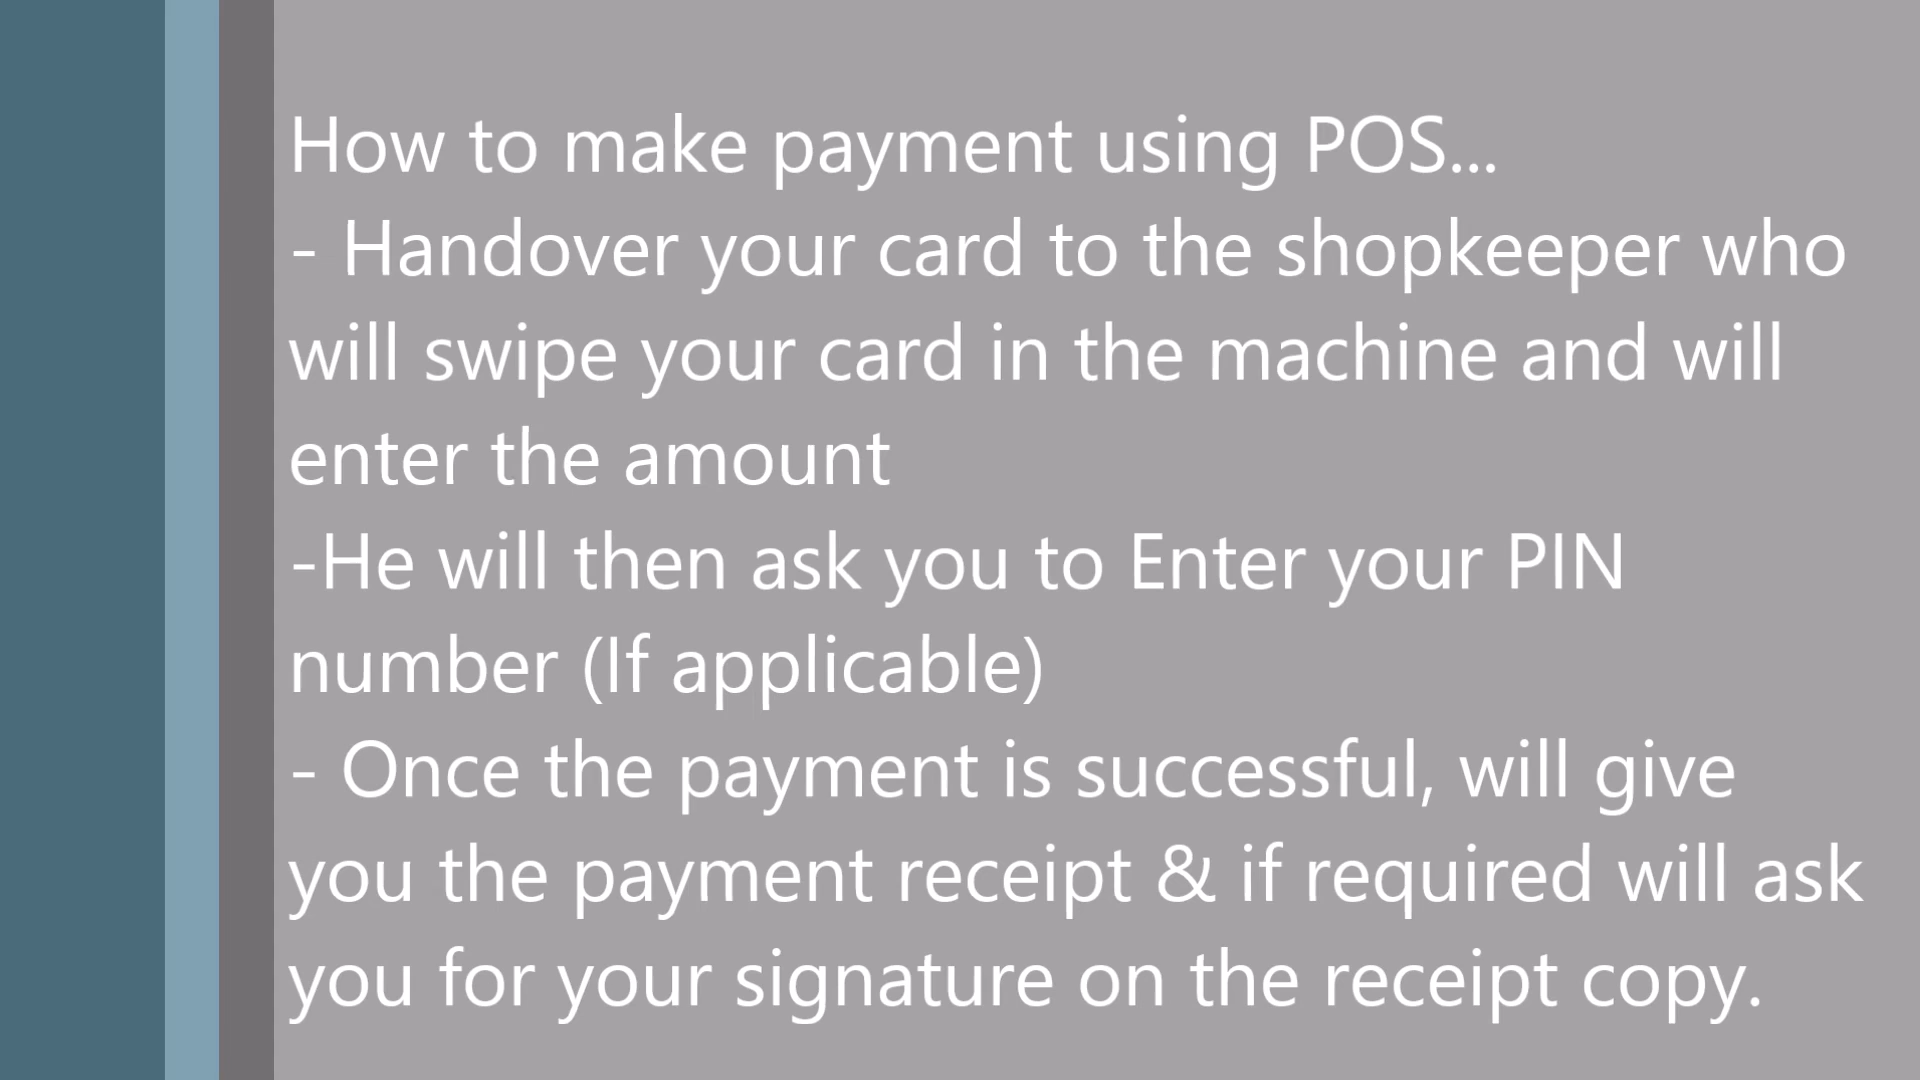 How to make payment using POS...
- Handover your card to the shopkeeper who
will swipe your card in the machine and will
enter the amount
-He will then ask you to Enter your PIN
number (If applicable)
- Once the payment is successful, will give
you the payment receipt & if required will ask
you for your signature on the receipt copy.